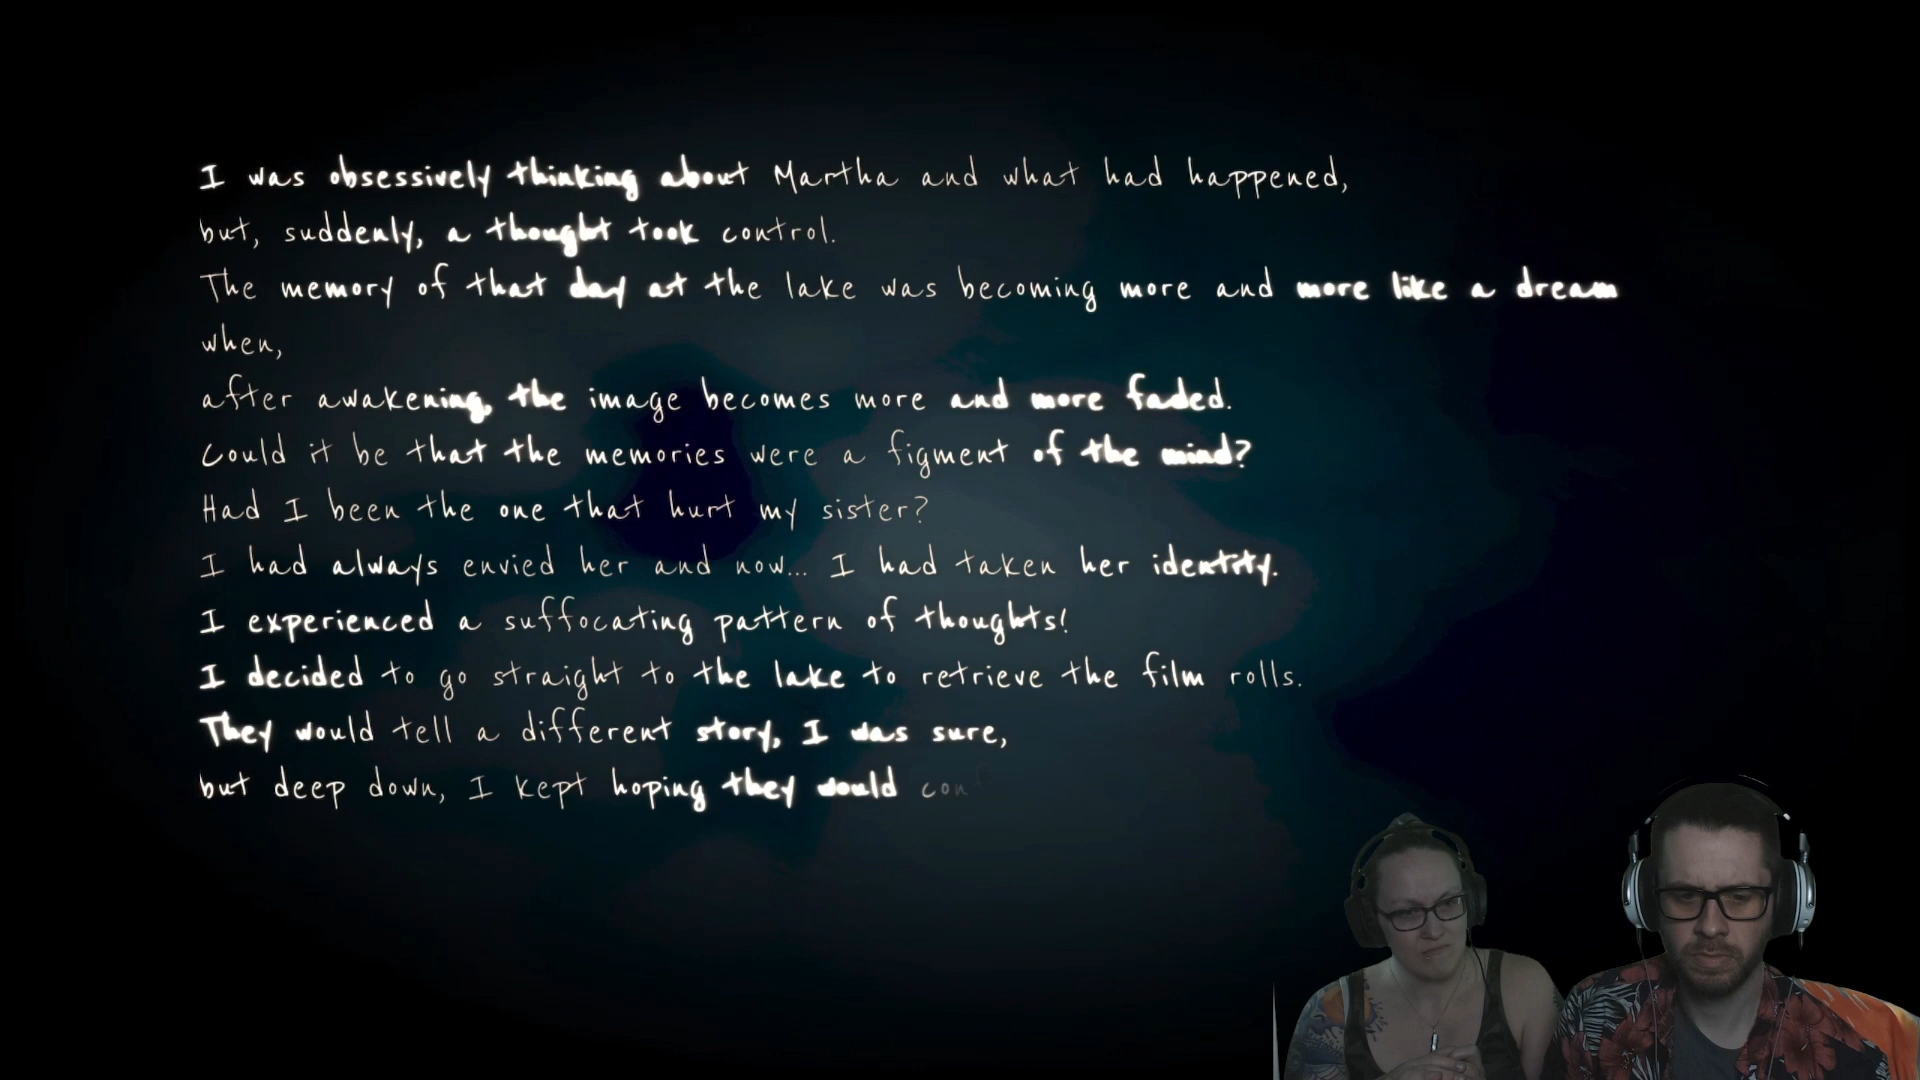 I was obsessively thinking about Martha and what had happened,
but, suddenly, a thought took control.
The memory of that day at the lake was becoming more and more like a dream
when,
after awakening, the image becomes more and more faded.
Could it be that the memories were a figment of the mind?
Had I been the one that hurt my sister?
I had always envied her and now... I had taken her identity.
I experienced a suffocating pattern of thoughts!
I decided to go straight to the lake to retrieve the film rolls.
They would tell a different story, I was sure,
but deep down, I kept hoping they would con